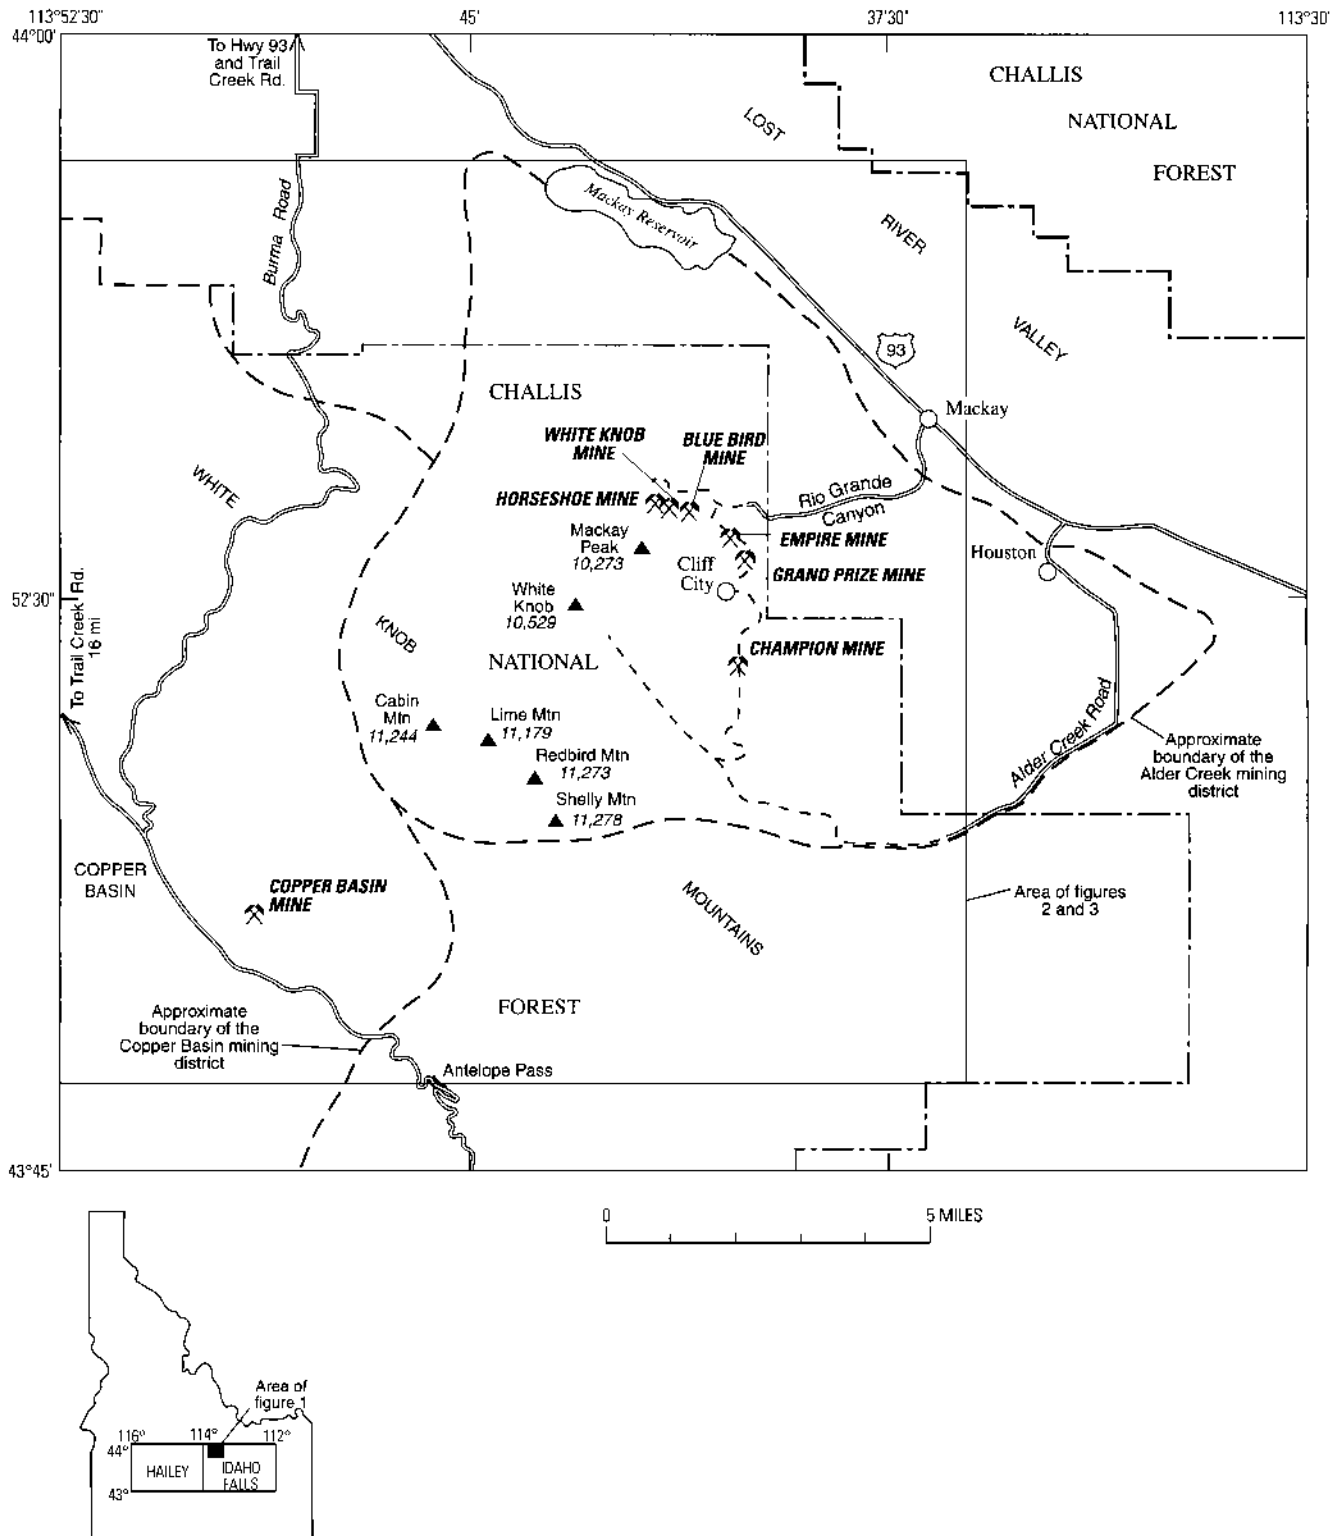 113°52'30"
45'
37'30"
113°30'
44°00'
To Hwy 93
and Trail
Creek Rd.
CHALLIS
NATIONAL
FOREST
LOST
RIVER
VALLEY
Burma Road
Mackay Reservoir
93
Mackay
CHALLIS
WHITE KNOB
MINE
BLUE BIRD
MINE
HORSESHOE MINE
Rio Grande
Canyon
WHITE
Mackay
Peak
10,273
EMPIRE MINE
Houston
Cliff
City
GRAND PRIZE MINE
52'30"
White
Knob
10,529
To Trail Creek Rd.
16 mi
KNOB
NATIONAL
CHAMPION MINE
Cabin
Mtn
11,244
Lime Mtn
11,179
Redbird Mtn
11,273
Shelly Mtn
11,278
Alder Creek Road
Approximate
boundary of the
Alder Creek mining
district
COPPER
BASIN
COPPER BASIN
MINE
MOUNTAINS
Area of figures
2 and 3
FOREST
Approximate
boundary of the
Copper Basin mining
district
Antelope Pass
43°45'
0
5 MILES
Area of
figure 1
116°
114°
112°
44°
HAILEY
IDAHO
FALLS
43°